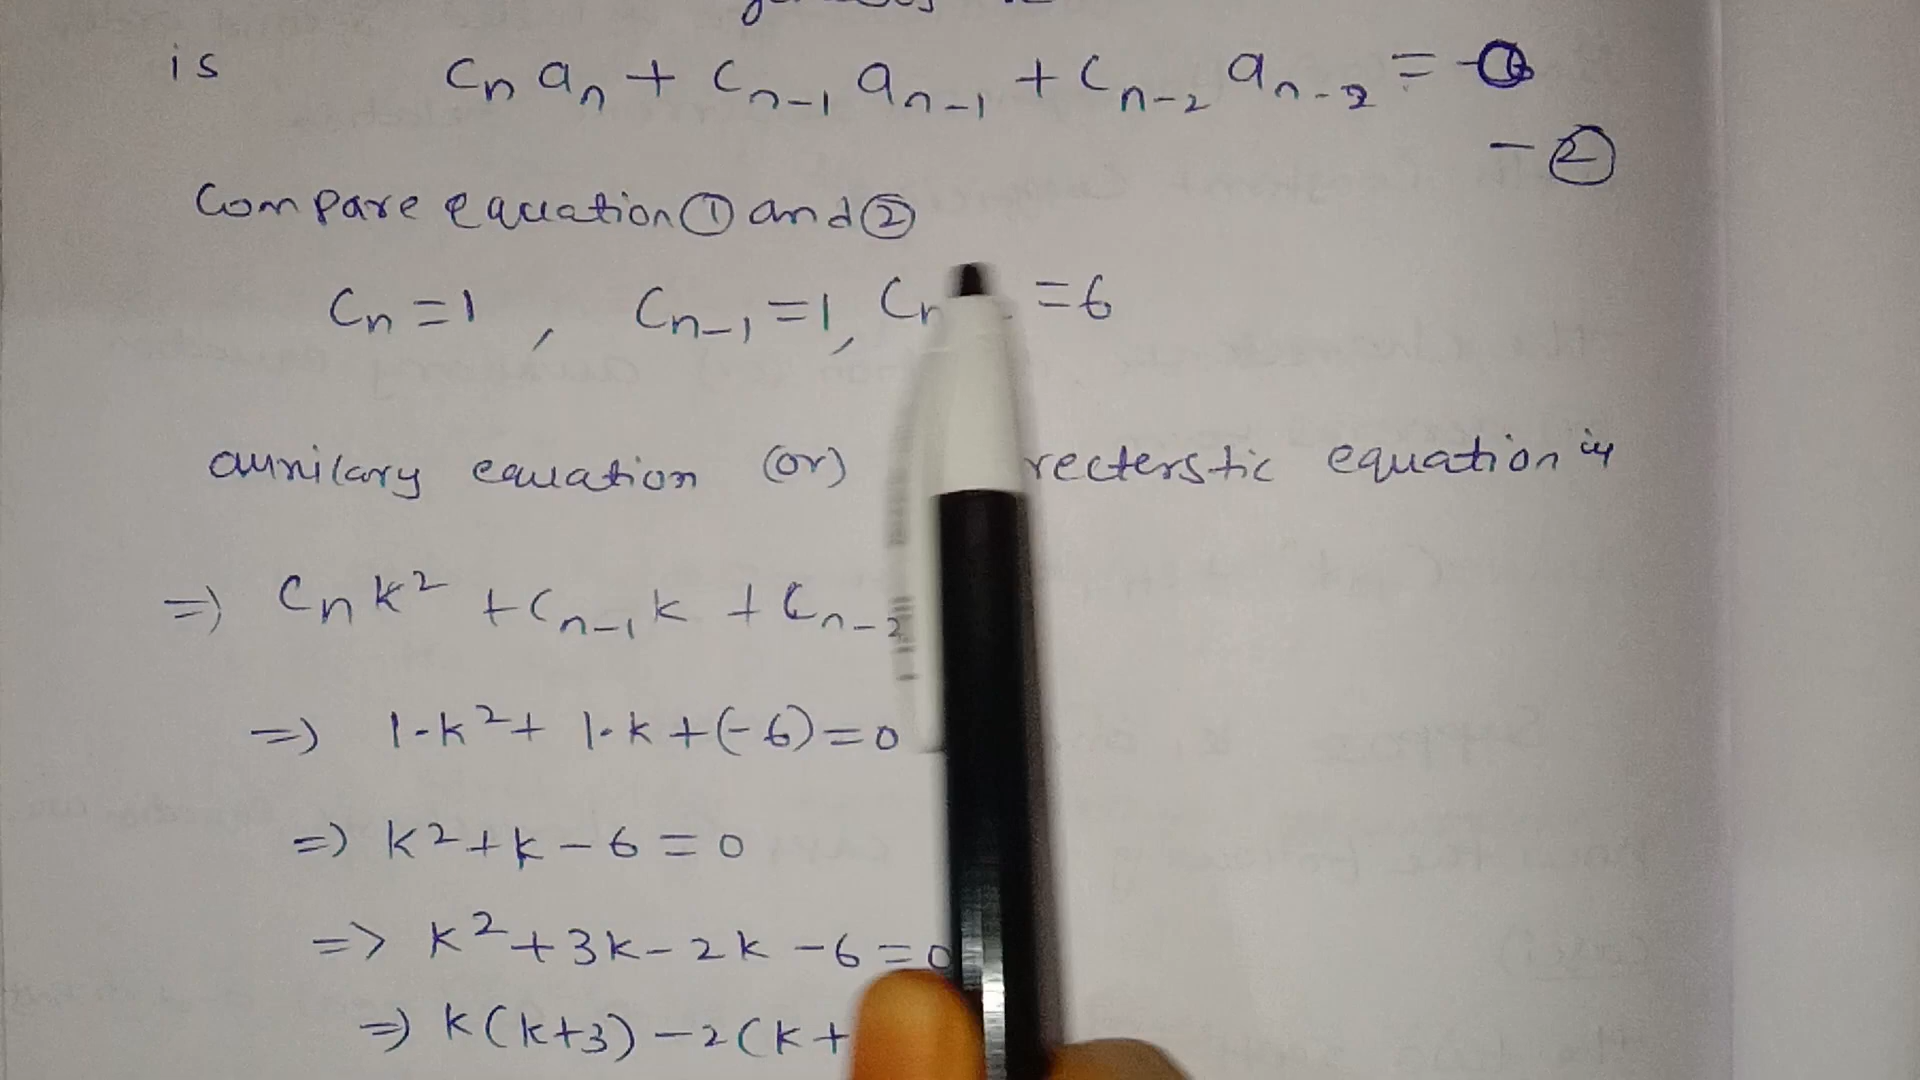 is Cₙ aₙ + Cₙ₋₁ aₙ₋₁ + Cₙ₋₂ aₙ₋₂ =
- ②
Compare equation ① and ②
Cₙ = 1 , Cₙ₋₁ = 1, Cₙ = 6
auxilary equation (or) recterstic equation is
=> Cₙ k² + Cₙ₋₁ k + Cₙ₋₂
=> 1·k² + 1·k + (-6) = 0
=> k² + k - 6 = 0
=> k² + 3k - 2k - 6 = 0
=> k(k+3) - 2(k+